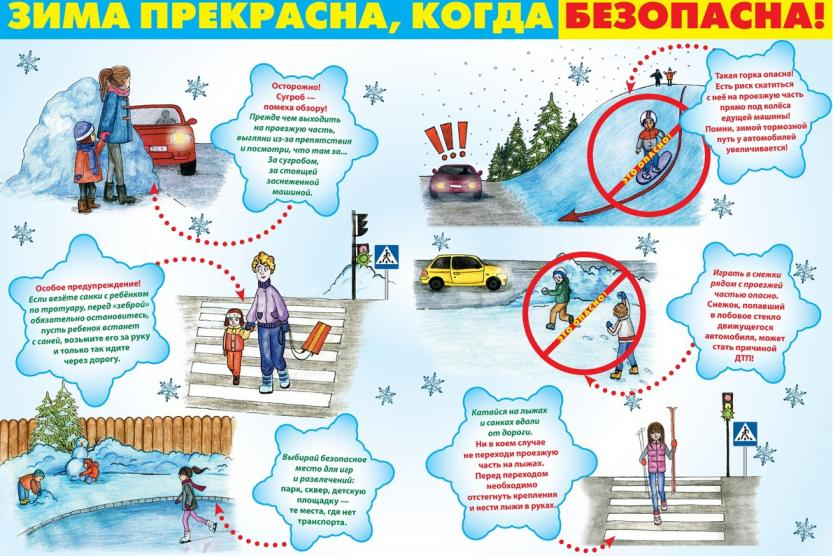 ЗИМА ПРЕКРАСНА, КОГДА БЕЗОПАСНА!
Осторожно!
Сугроб —
помеха обзору!
Прежде чем выходить
на проезжую часть,
выгляни из-за препятствия
и посмотри, что там за...
За сугробом,
за стоящей
заснеженной
машиной.
Такая горка опасна!
Есть риск скатиться
с неё на проезжую часть
прямо под колёса
едущей машины!
Помни, зимой тормозной
путь у автомобилей
увеличивается!
!!!
ЭТО ОПАСНО!
Особое предупреждение!
Если везёте санки с ребёнком
по тротуару, перед «зеброй»
обязательно остановитесь,
пусть ребенок встанет
с саней, возьмите его за руку
и только так идите
через дорогу.
ЭТО ОПАСНО!
Играть в снежки
рядом с проезжей
частью опасно.
Снежок, попавший
в лобовое стекло
движущегося
автомобиля, может
стать причиной
ДТП!
Выбирай безопасное
место для игр
и развлечений:
парк, сквер, детскую
площадку —
те места, где нет
транспорта.
Катайся на лыжах
и санках вдали
от дороги.
Ни в коем случае
не переходи проезжую
часть на лыжах.
Перед переходом
необходимо
отстегнуть крепления
и нести лыжи в руках.